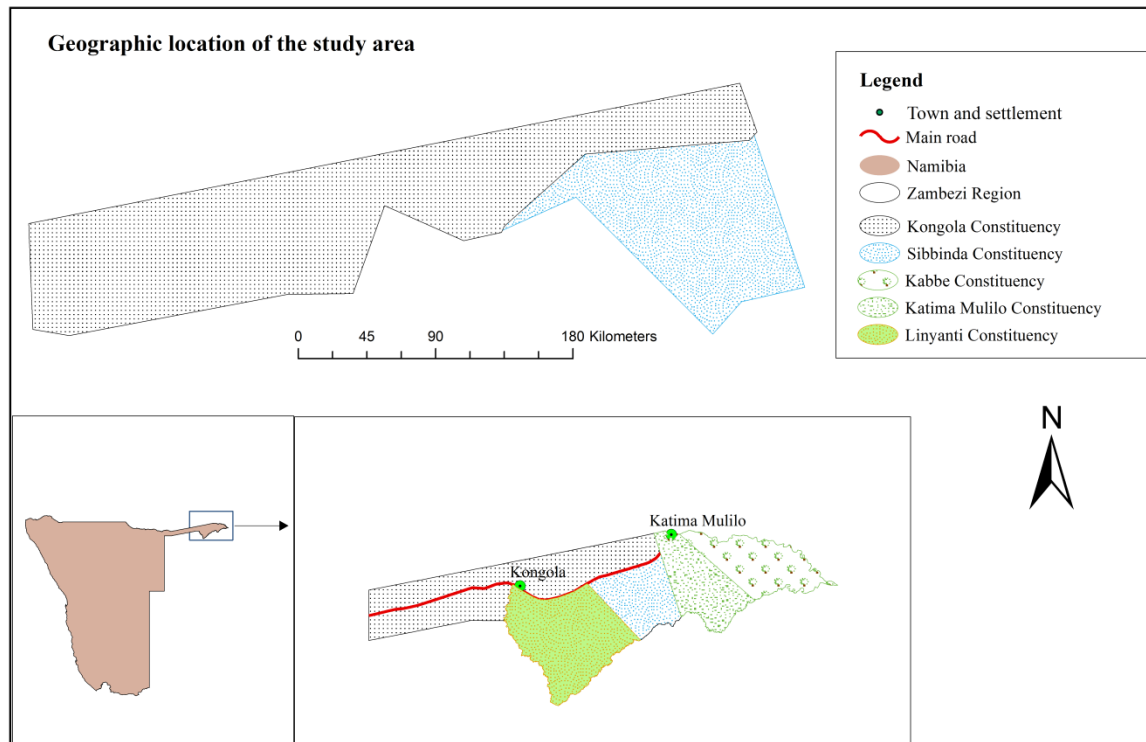 Geographic location of the study area
Legend
Town and settlement
Main road
Namibia
Zambezi Region
Kongola Constituency
Sibbinda Constituency
Kabbe Constituency
Katima Mulilo Constituency
Linyanti Constituency
0 45 90 180 Kilometers
N
Katima Mulilo
Kongola